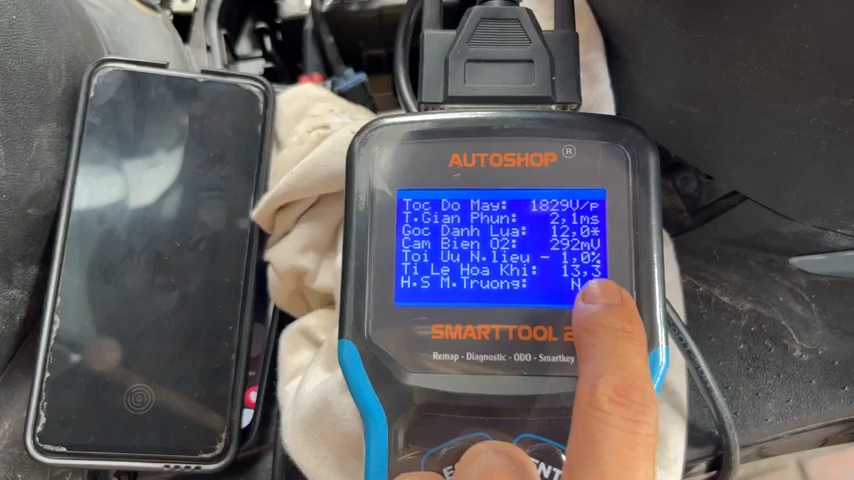 AUTOSHOP ®
Toc Do May: 1829V/p
T.Gian Phun: 2,1ms
Goc Danh Lua: 12,0*
Cam Bien O2: 292mV
Toi Uu N.lieu - 1,0%
Ti Le Hoa Khi: 13,3
H.S M.Truong:
SMARTTOOL
Remap - Diagnostic - ODO - Smartkey